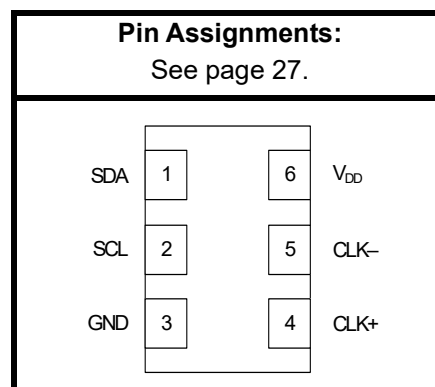 Pin Assignments:
See page 27.
SDA 1 6 VDD
SCL 2 5 CLK–
GND 3 4 CLK+